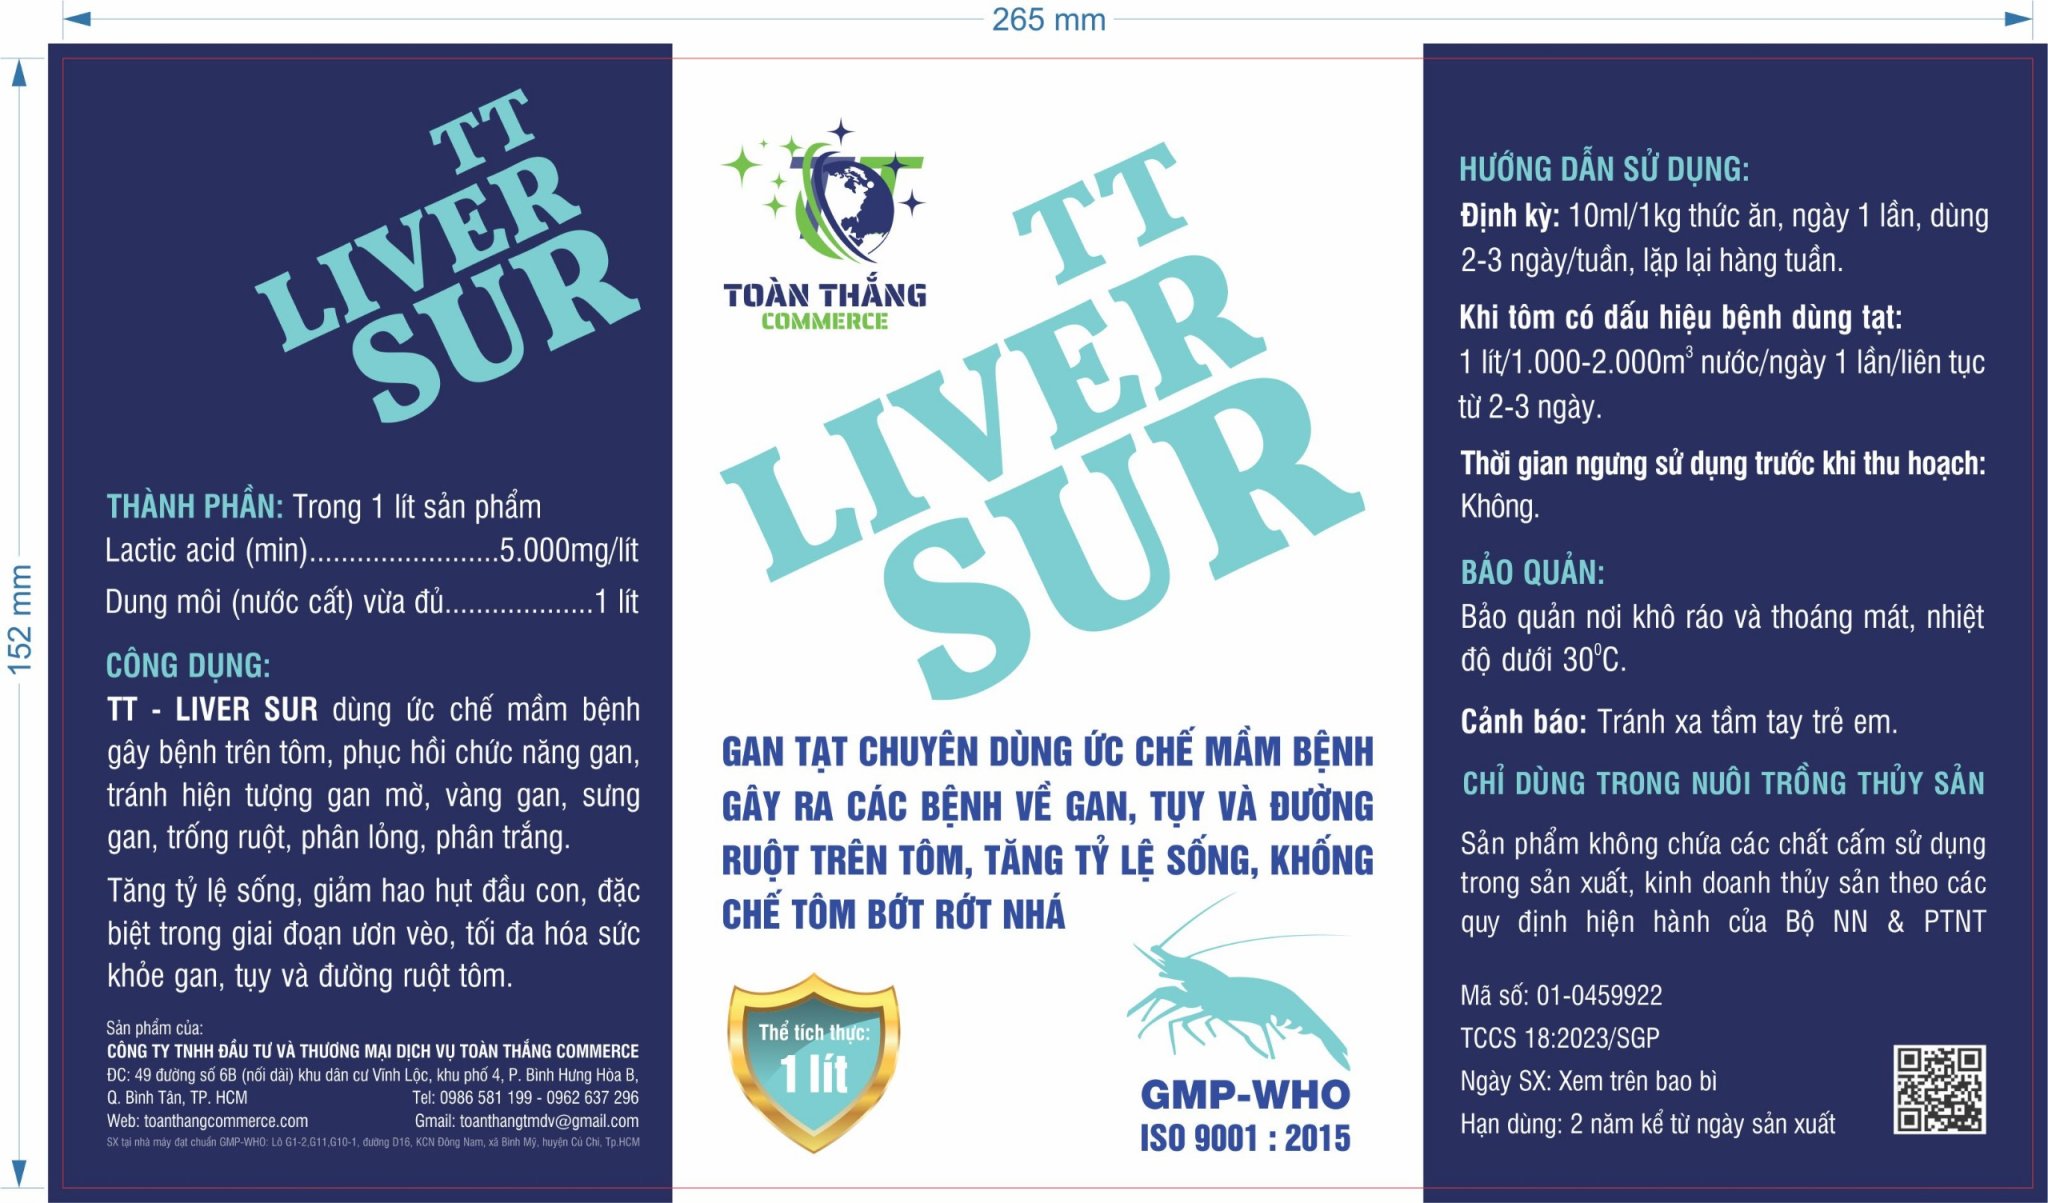 265 mm
152 mm
TT
LIVER
SUR
THÀNH PHẦN: Trong 1 lít sản phẩm
Lactic acid (min)........................5.000mg/lít
Dung môi (nước cất) vừa đủ...................1 lít
CÔNG DỤNG:
TT - LIVER SUR dùng ức chế mầm bệnh
gây bệnh trên tôm, phục hồi chức năng gan,
tránh hiện tượng gan mờ, vàng gan, sưng
gan, trống ruột, phân lỏng, phân trắng.
Tăng tỷ lệ sống, giảm hao hụt đầu con, đặc
biệt trong giai đoạn ươn vèo, tối đa hóa sức
khỏe gan, tụy và đường ruột tôm.
Sản phẩm của:
CÔNG TY TNHH ĐẦU TƯ VÀ THƯƠNG MẠI DỊCH VỤ TOÀN THẮNG COMMERCE
ĐC: 49 đường số 6B (nối dài) khu dân cư Vĩnh Lộc, khu phố 4, P. Bình Hưng Hòa B,
Q. Bình Tân, TP. HCM Tel: 0986 581 199 - 0962 637 296
Web: toanthangcommerce.com Gmail: toanthangtmdv@gmail.com
SX tại nhà máy đạt chuẩn GMP-WHO: Lô G1-2,G11,G10-1, đường D16, KCN Đông Nam, xã Bình Mỹ, huyện Củ Chi, Tp.HCM
TT
TOÀN THẮNG
COMMERCE
TT
LIVER
SUR
GAN TẠT CHUYÊN DÙNG ỨC CHẾ MẦM BỆNH
GÂY RA CÁC BỆNH VỀ GAN, TỤY VÀ ĐƯỜNG
RUỘT TRÊN TÔM, TĂNG TỶ LỆ SỐNG, KHỐNG
CHẾ TÔM BỚT RỚT NHÁ
Thể tích thực:
1 lít
GMP-WHO
ISO 9001 : 2015
HƯỚNG DẪN SỬ DỤNG:
Định kỳ: 10ml/1kg thức ăn, ngày 1 lần, dùng
2-3 ngày/tuần, lặp lại hàng tuần.
Khi tôm có dấu hiệu bệnh dùng tạt:
1 lít/1.000-2.000m³ nước/ngày 1 lần/liên tục
từ 2-3 ngày.
Thời gian ngưng sử dụng trước khi thu hoạch:
Không.
BẢO QUẢN:
Bảo quản nơi khô ráo và thoáng mát, nhiệt
độ dưới 30⁰C.
Cảnh báo: Tránh xa tầm tay trẻ em.
CHỈ DÙNG TRONG NUÔI TRỒNG THỦY SẢN
Sản phẩm không chứa các chất cấm sử dụng
trong sản xuất, kinh doanh thủy sản theo các
quy định hiện hành của Bộ NN & PTNT
Mã số: 01-0459922
TCCS 18:2023/SGP
Ngày SX: Xem trên bao bì
Hạn dùng: 2 năm kể từ ngày sản xuất